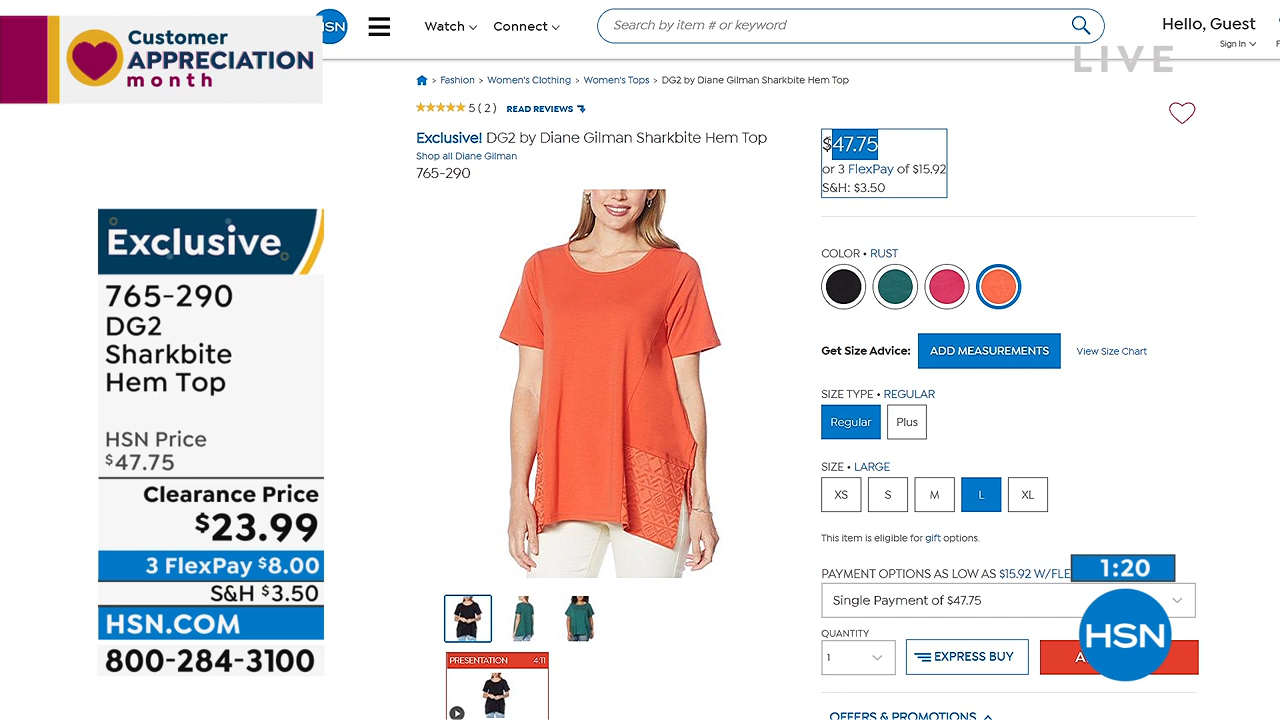 Customer
APPRECIATION
month
HSN
Watch
Connect
Search by item # or keyword
Hello, Guest
Sign In
F
LIVE
Fashion > Women's Clothing > Women's Tops > DG2 by Diane Gilman Sharkbite Hem Top
5 ( 2 ) READ REVIEWS
Exclusive! DG2 by Diane Gilman Sharkbite Hem Top
Shop all Diane Gilman
765-290
$47.75
or 3 FlexPay of $15.92
S&H: $3.50
COLOR • RUST
Get Size Advice: ADD MEASUREMENTS View Size Chart
SIZE TYPE • REGULAR
Regular Plus
SIZE • LARGE
XS S M L XL
This item is eligible for gift options.
PAYMENT OPTIONS AS LOW AS $15.92 W/FLE
Single Payment of $47.75
QUANTITY
1 EXPRESS BUY A
OFFERS & PROMOTIONS
PRESENTATION 4:11
1:20
HSN
Exclusive
765-290
DG2
Sharkbite
Hem Top
HSN Price
$47.75
Clearance Price
$23.99
3 FlexPay $8.00
S&H $3.50
HSN.COM
800-284-3100